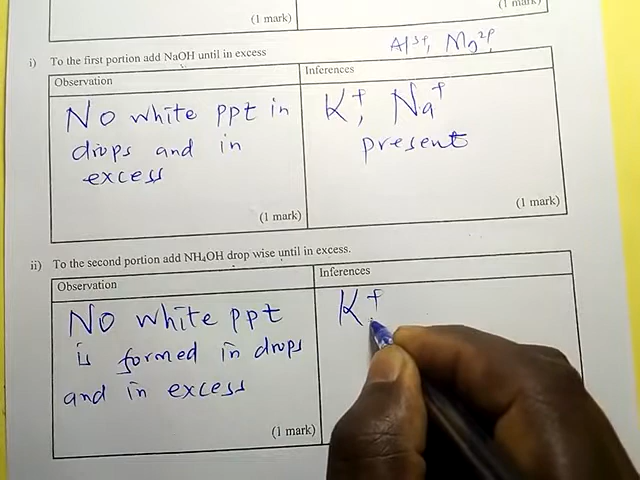 (1 mark)
(1 mark)
i) To the first portion add NaOH until in excess
Al³⁺, Mg²⁺,
Observation
Inferences
No white ppt in
drops and in
excess
K⁺, Na⁺
present
(1 mark)
(1 mark)
ii) To the second portion add NH₄OH drop wise until in excess.
Observation
Inferences
No white ppt
is formed in drops
and in excess
K⁺
(1 mark)